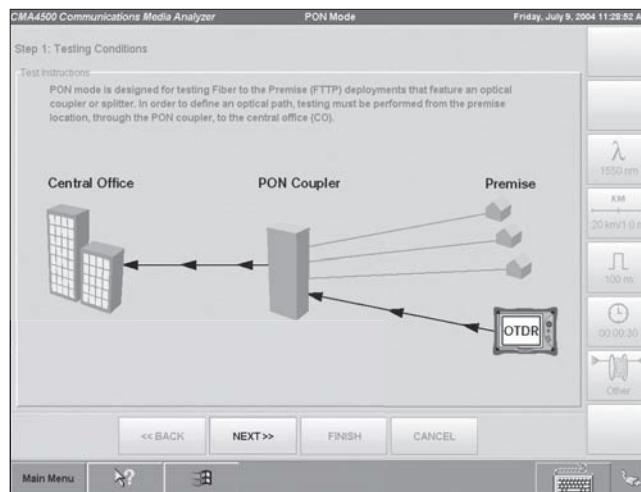 CMA4500 Communications Media Analyzer PON Mode Friday, July 9, 2004 11:28:52 A
Step 1: Testing Conditions
Test Instructions
PON mode is designed for testing Fiber to the Premise (FTTP) deployments that feature an optical
coupler or splitter. In order to define an optical path, testing must be performed from the premise
location, through the PON coupler, to the central office (CO).
Central Office PON Coupler Premise
OTDR
λ
1550 nm
KM
20 km/1.0 
100 ns
00:00:30
Other
<< BACK NEXT >> FINISH CANCEL
Main Menu ?